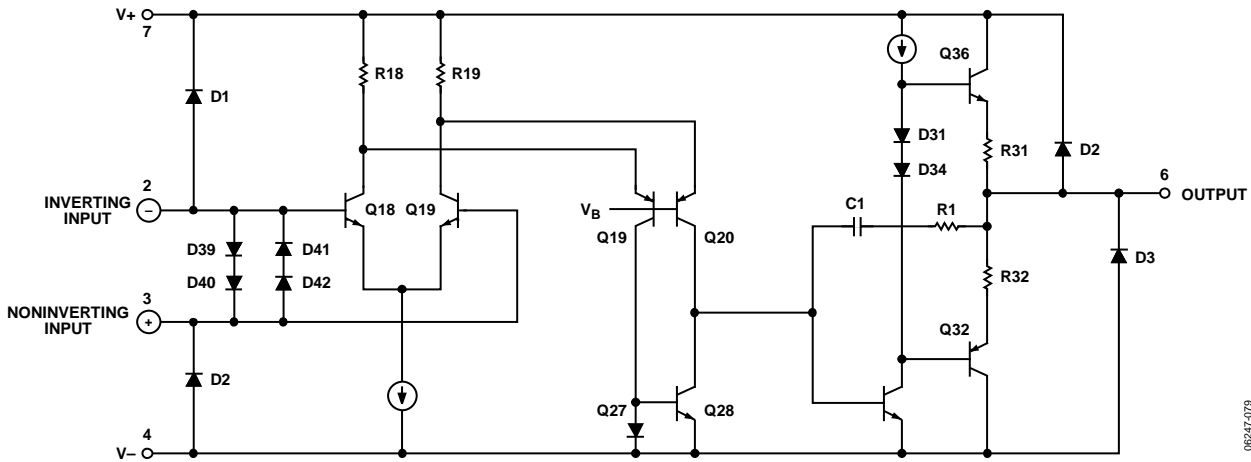 V+
7
R18
R19
Q36
D1
D31
D34
R31
D2
2
INVERTING
INPUT
–
Q18
Q19
6
OUTPUT
VB
Q19
Q20
C1
R1
D39
D41
D40
D42
D3
R32
3
NONINVERTING
INPUT
+
Q32
D2
Q27
Q28
4
V–
06247-079